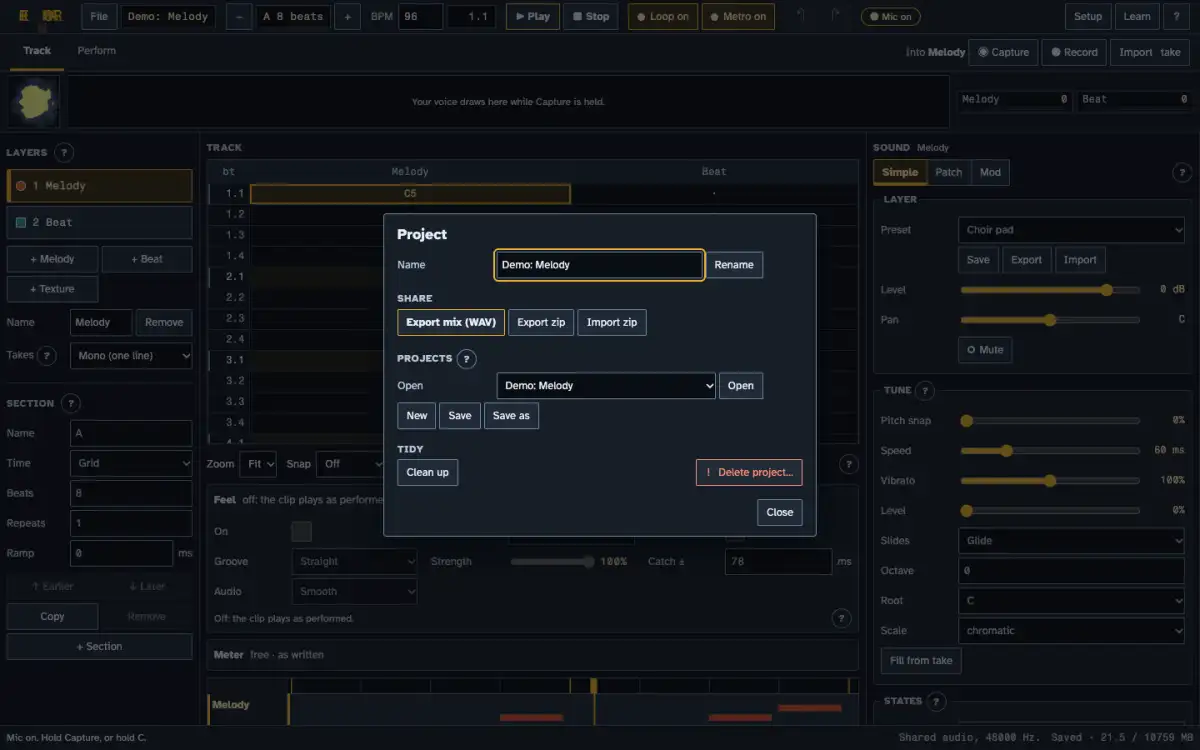 File Demo: Melody - A 8 beats + BPM 96 1.1 Play Stop Loop on Metro on Mic on Setup Learn ?
Track Perform into Melody Capture Record Import take
Your voice draws here while Capture is held.
Melody 0 Beat 0
LAYERS ?
1 Melody
2 Beat
+ Melody + Beat
+ Texture
Name Melody Remove
Takes ? Mono (one line)
SECTION ?
Name A
Time Grid
Beats 8
Repeats 1
Ramp 0 ms
↑ Earlier ↓ Later
Copy Remove
+ Section
TRACK
bt Melody Beat
1.1 C5 ·
1.2
1.3
1.4
2.1
2.2
2.3
2.4
3.1
3.2
3.3
3.4
4.1
Zoom Fit Snap Off ?
Feel off: the clip plays as performe
On
Groove Straight Strength 100% Catch ± 78 ms
Audio Smooth
Off: the clip plays as performed. ?
Meter free · as written
Melody
Project
Name Demo: Melody Rename
SHARE
Export mix (WAV) Export zip Import zip
PROJECTS ?
Open Demo: Melody Open
New Save Save as
TIDY
Clean up ! Delete project…
Close
SOUND Melody
Simple Patch Mod ?
LAYER
Preset Choir pad
Save Export Import
Level 0 dB
Pan C
Mute
TUNE ?
Pitch snap 0%
Speed 60 ms
Vibrato 100%
Level 0%
Slides Glide
Octave 0
Root C
Scale chromatic
Fill from take
STATES ?
Mic on. Hold Capture, or hold C. Shared audio, 48000 Hz. Saved · 21.5 / 10759 MB